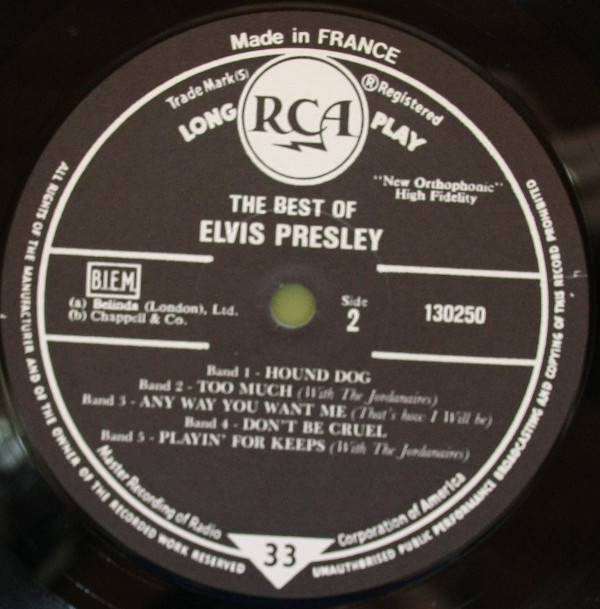 Made in FRANCE
Trade Mark(s)
® Registered
LONG
RCA
PLAY
"New Orthophonic"
High Fidelity
THE BEST OF
ELVIS PRESLEY
B.I.E.M.
(a) Belinda (London), Ltd.
(b) Chappell & Co.
Side
2
130250
Band 1 - HOUND DOG
Band 2 - TOO MUCH (With The Jordanaires)
Band 3 - ANY WAY YOU WANT ME (That's how I Will be)
Band 4 - DON'T BE CRUEL
Band 5 - PLAYIN' FOR KEEPS (With The Jordanaires)
Master Recording of Radio
Corporation of America
33
ALL RIGHTS OF THE MANUFACTURER AND OF THE OWNER OF THE RECORDED WORK RESERVED
UNAUTHORISED PUBLIC PERFORMANCE BROADCASTING AND COPYING OF THIS RECORD PROHIBITED